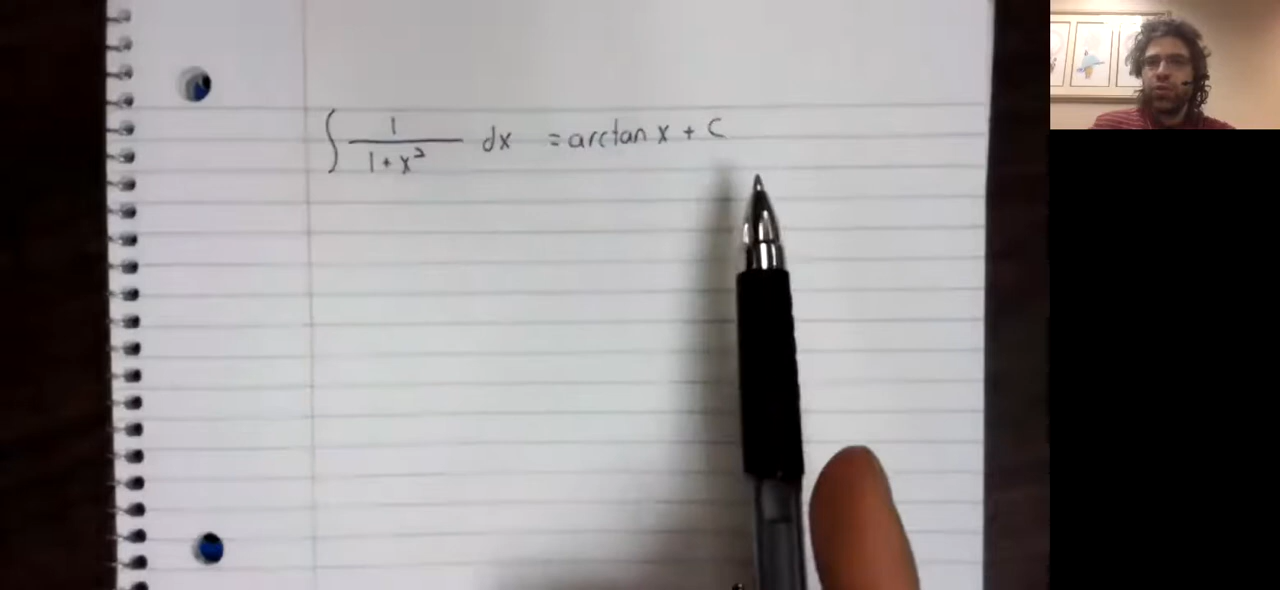 ∫ 1/(1+x²) dx = arctan x + C